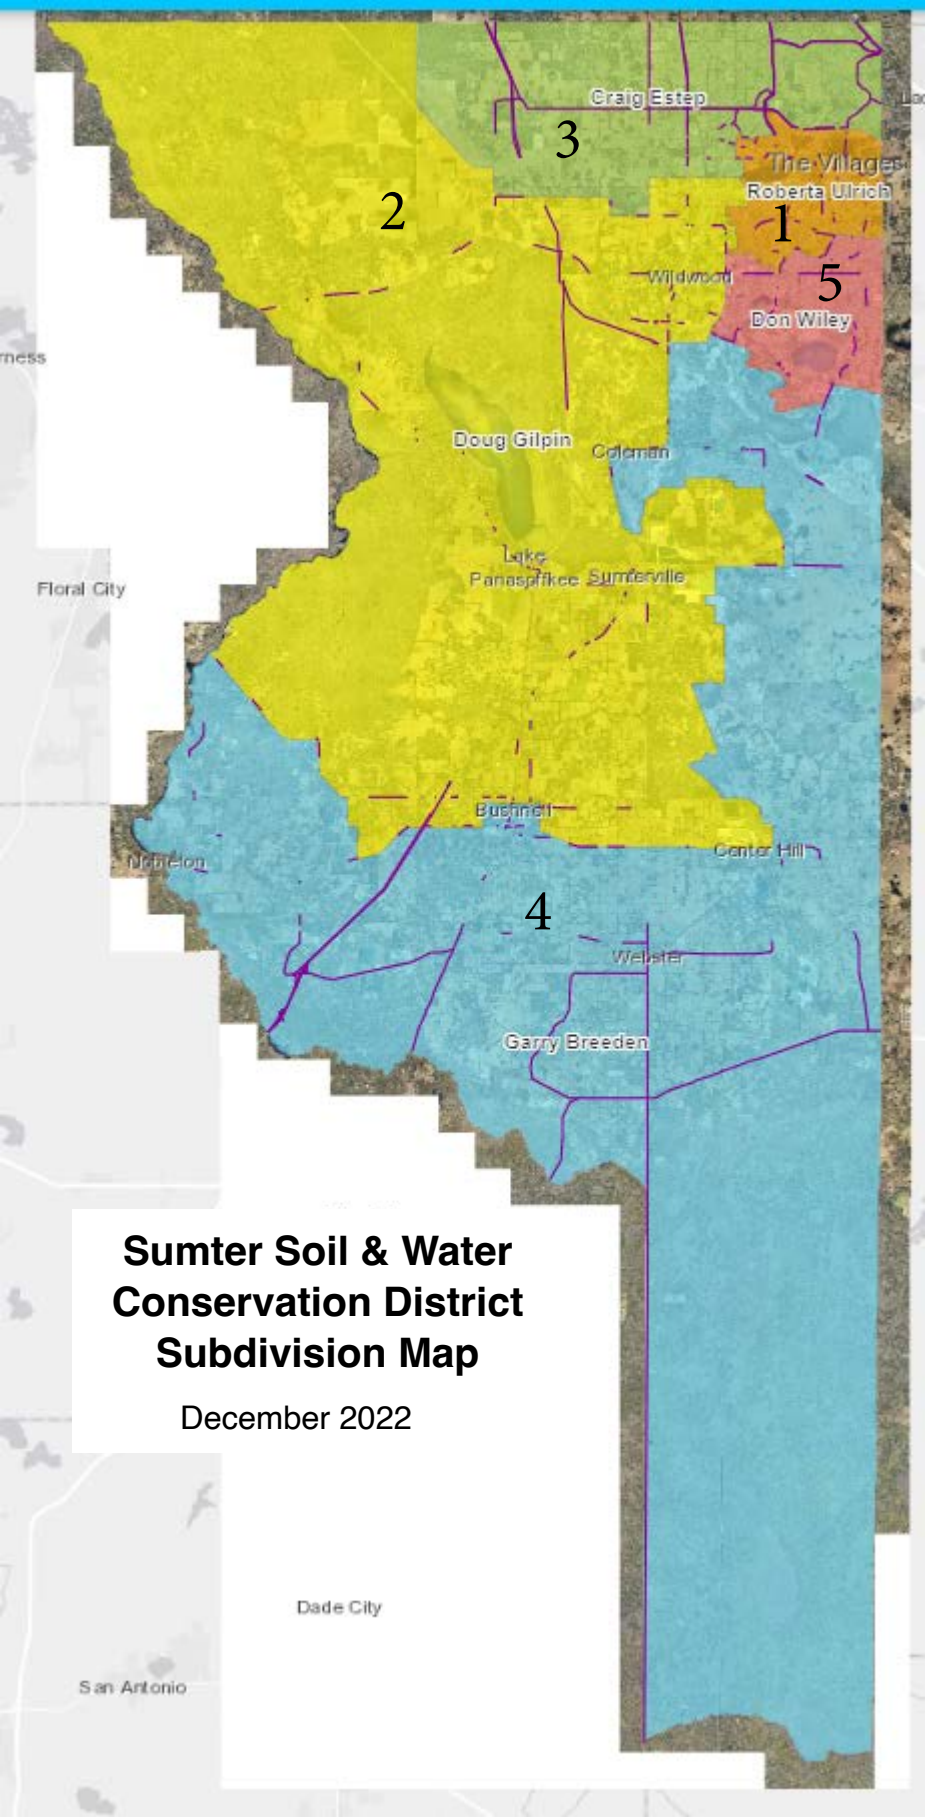 Craig Estep
3
The Villages
Roberta Ulrich
2
1
Wildwood
5
Don Wiley
Doug Gilpin
Coleman
Lake
Panasoffkee
Sumterville
Floral City
Bushnell
Center Hill
Nobleton
4
Webster
Garry Breeden
Sumter Soil & Water
Conservation District
Subdivision Map
December 2022
Dade City
San Antonio